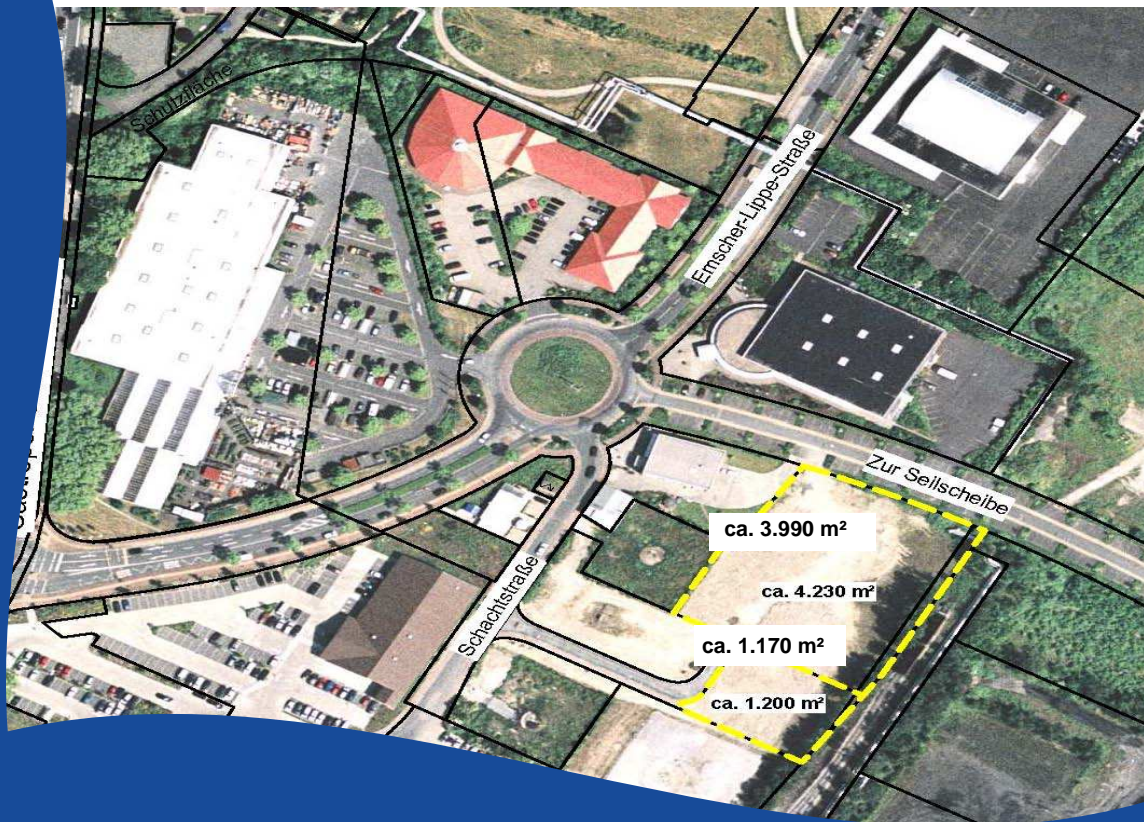 Schutzfläche
Emscher-Lippe-Straße
Zur Seilscheibe
ca. 3.990 m²
ca. 4.230 m²
Schachtstraße
ca. 1.170 m²
ca. 1.200 m²